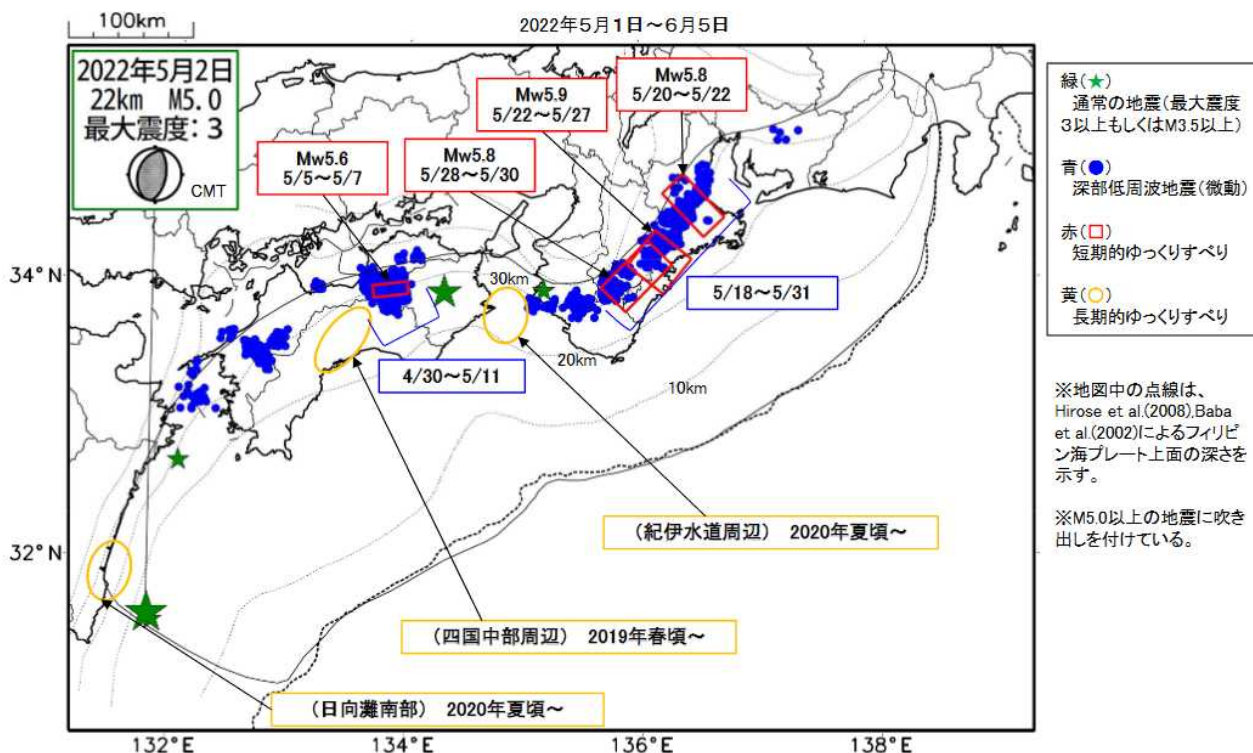 100km
2022年5月1日～6月5日
2022年5月2日
22km M5.0
最大震度：3
CMT
Mw5.6
5/5～5/7
Mw5.8
5/28～5/30
Mw5.9
5/22～5/27
Mw5.8
5/20～5/22
34°N
32°N
30km
20km
10km
5/18～5/31
4/30～5/11
(紀伊水道周辺) 2020年夏頃～
(四国中部周辺) 2019年春頃～
(日向灘南部) 2020年夏頃～
132°E
134°E
136°E
138°E
緑(★)
通常の地震(最大震度
3以上もしくはM3.5以上)
青(●)
深部低周波地震(微動)
赤(□)
短期的ゆっくりすべり
黄(○)
長期的ゆっくりすべり
※地図中の点線は、
Hirose et al.(2008),Baba
et al.(2002)によるフィリピ
ン海プレート上面の深さを
示す。
※M5.0以上の地震に吹き
出しを付けている。